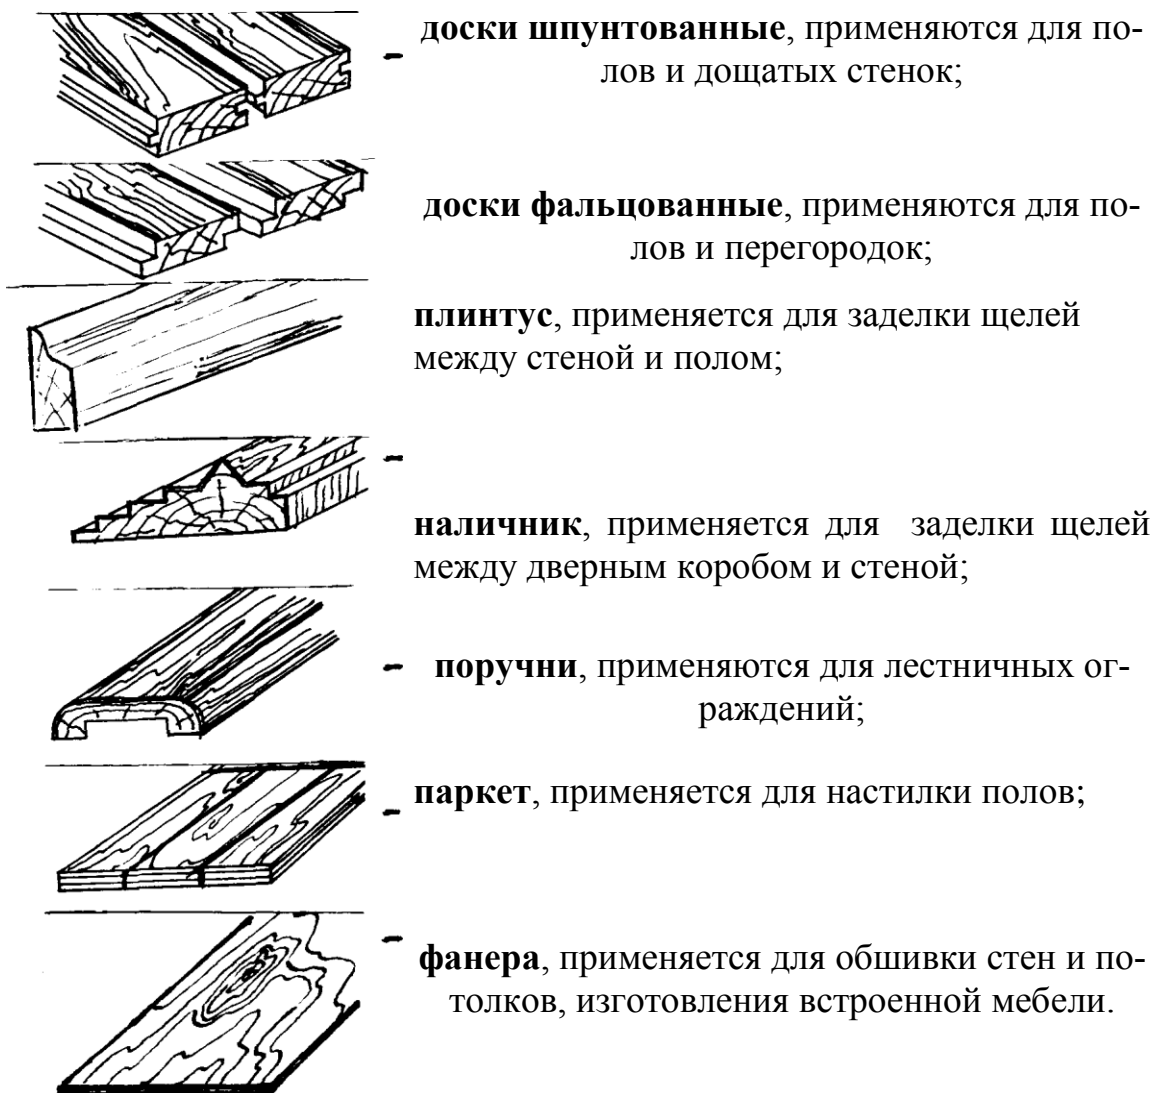 - доски шпунтованные, применяются для по-
лов и дощатых стенок;
доски фальцованные, применяются для по-
лов и перегородок;
плинтус, применяется для заделки щелей
между стеной и полом;
-
наличник, применяется для заделки щелей
между дверным коробом и стеной;
- поручни, применяются для лестничных ог-
раждений;
- паркет, применяется для настилки полов;
- фанера, применяется для обшивки стен и по-
толков, изготовления встроенной мебели.